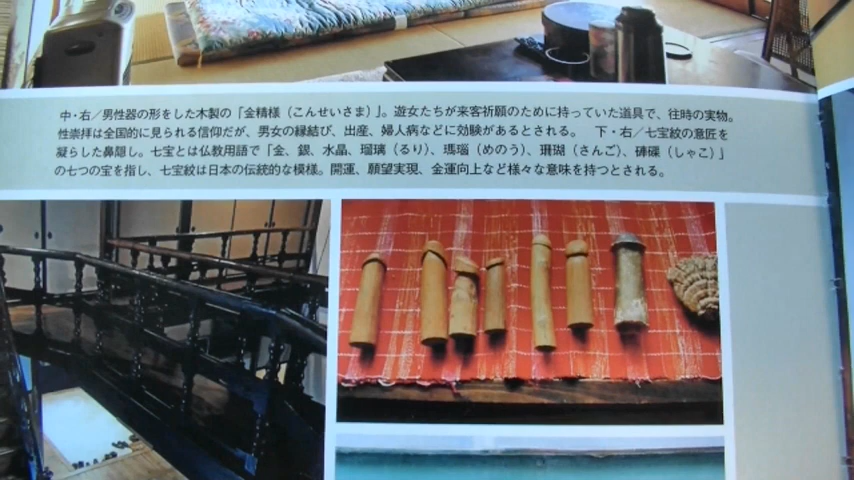 中・右／男性器の形をした木製の「金精様（こんせいさま）」。遊女たちが来客祈願のために持っていた道具で、往時の実物。
性崇拝は全国的に見られる信仰だが、男女の縁結び、出産、婦人病などに効験があるとされる。　下・右／七宝紋の意匠を
凝らした鼻隠し。七宝とは仏教用語で「金、銀、水晶、瑠璃（るり）、瑪瑙（めのう）、珊瑚（さんご）、硨磲（しゃこ）」
の七つの宝を指し、七宝紋は日本の伝統的な模様。開運、願望実現、金運向上など様々な意味を持つとされる。